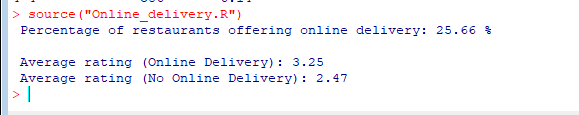 > source("Online_delivery.R")
Percentage of restaurants offering online delivery: 25.66 %
Average rating (Online Delivery): 3.25
Average rating (No Online Delivery): 2.47
>